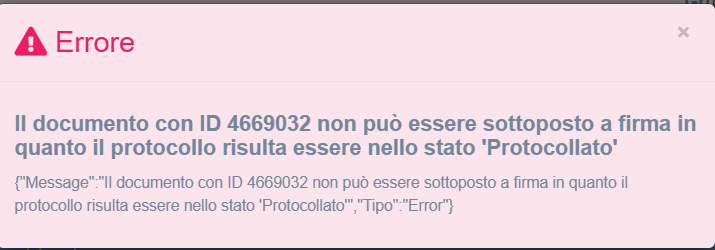 Errore
×
Il documento con ID 4669032 non può essere sottoposto a firma in
quanto il protocollo risulta essere nello stato 'Protocollato'
{"Message":"Il documento con ID 4669032 non può essere sottoposto a firma in quanto il
protocollo risulta essere nello stato 'Protocollato'","Tipo":"Error"}